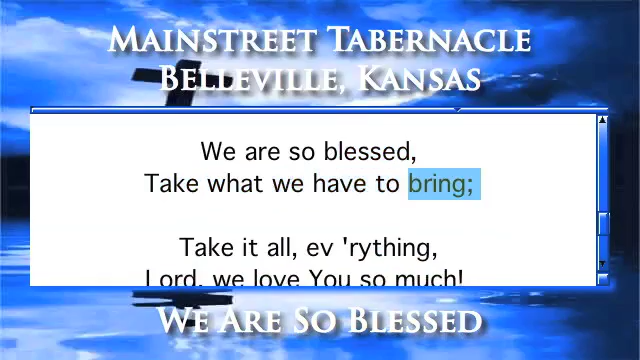 MAINSTREET TABERNACLE
BELLEVILLE, KANSAS
We are so blessed,
Take what we have to bring;
Take it all, ev 'rything,
Lord, we love You so much!
WE ARE SO BLESSED